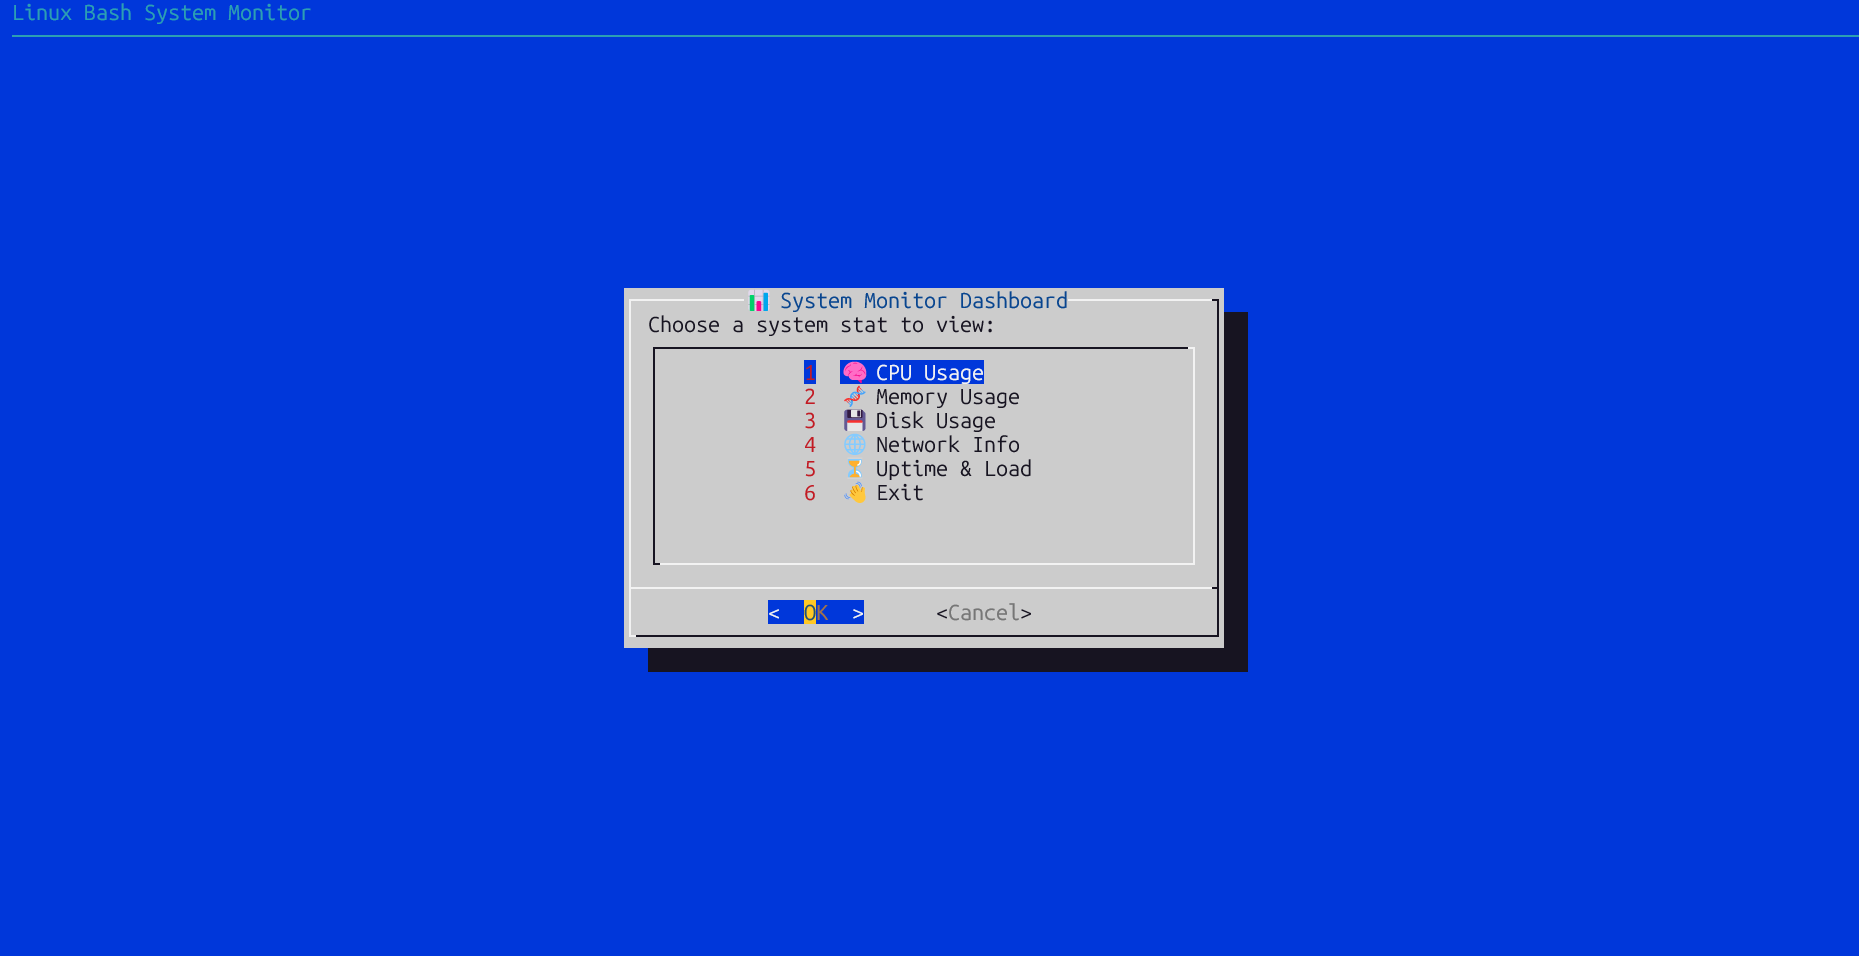 Linux Bash System Monitor
📊 System Monitor Dashboard
Choose a system stat to view:
1 🧠 CPU Usage
2 🧬 Memory Usage
3 💾 Disk Usage
4 🌐 Network Info
5 ⏳ Uptime & Load
6 👋 Exit
<  OK  > <Cancel>